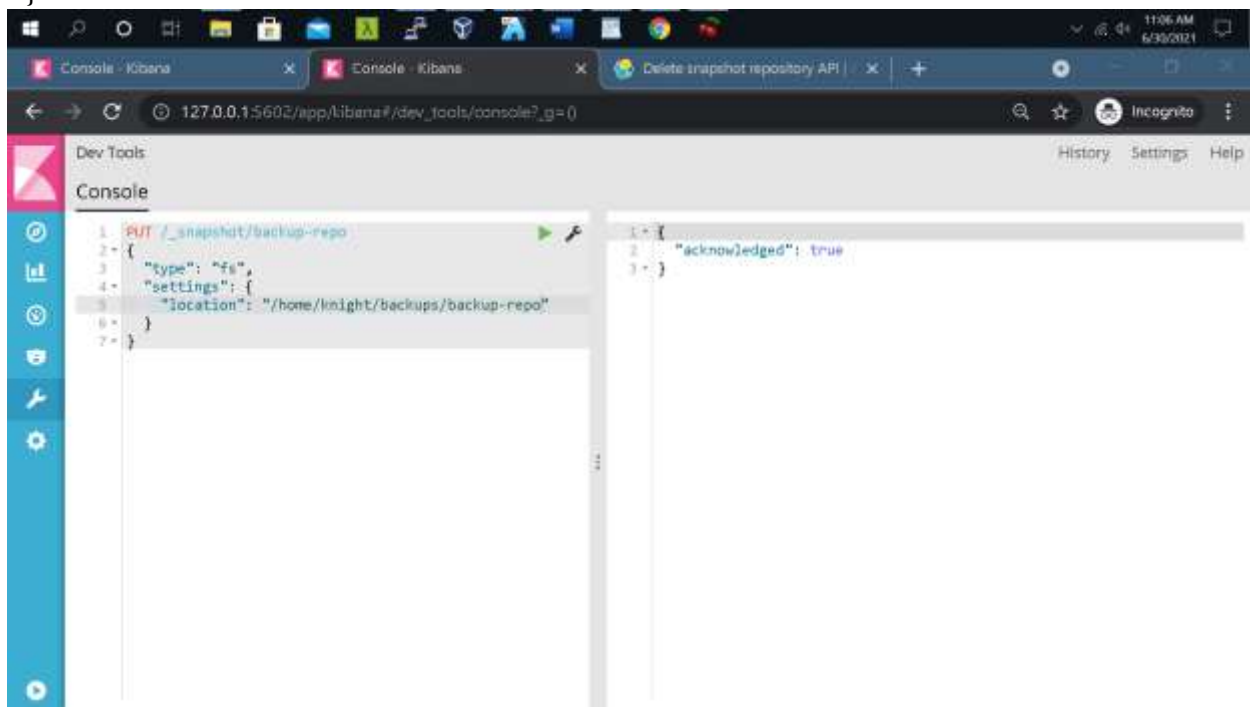 11:06 AM
6/30/2021
Console - Kibana
Console - Kibana
Delete snapshot repository API |
127.0.0.1:5602/app/kibana#/dev_tools/console?_g=()
Incognito
Dev Tools
History Settings Help
Console
1 PUT /_snapshot/backup-repo
2 {
3 "type": "fs",
4 "settings": {
5 "location": "/home/knight/backups/backup-repo"
6 }
7 }
1 {
2 "acknowledged": true
3 }